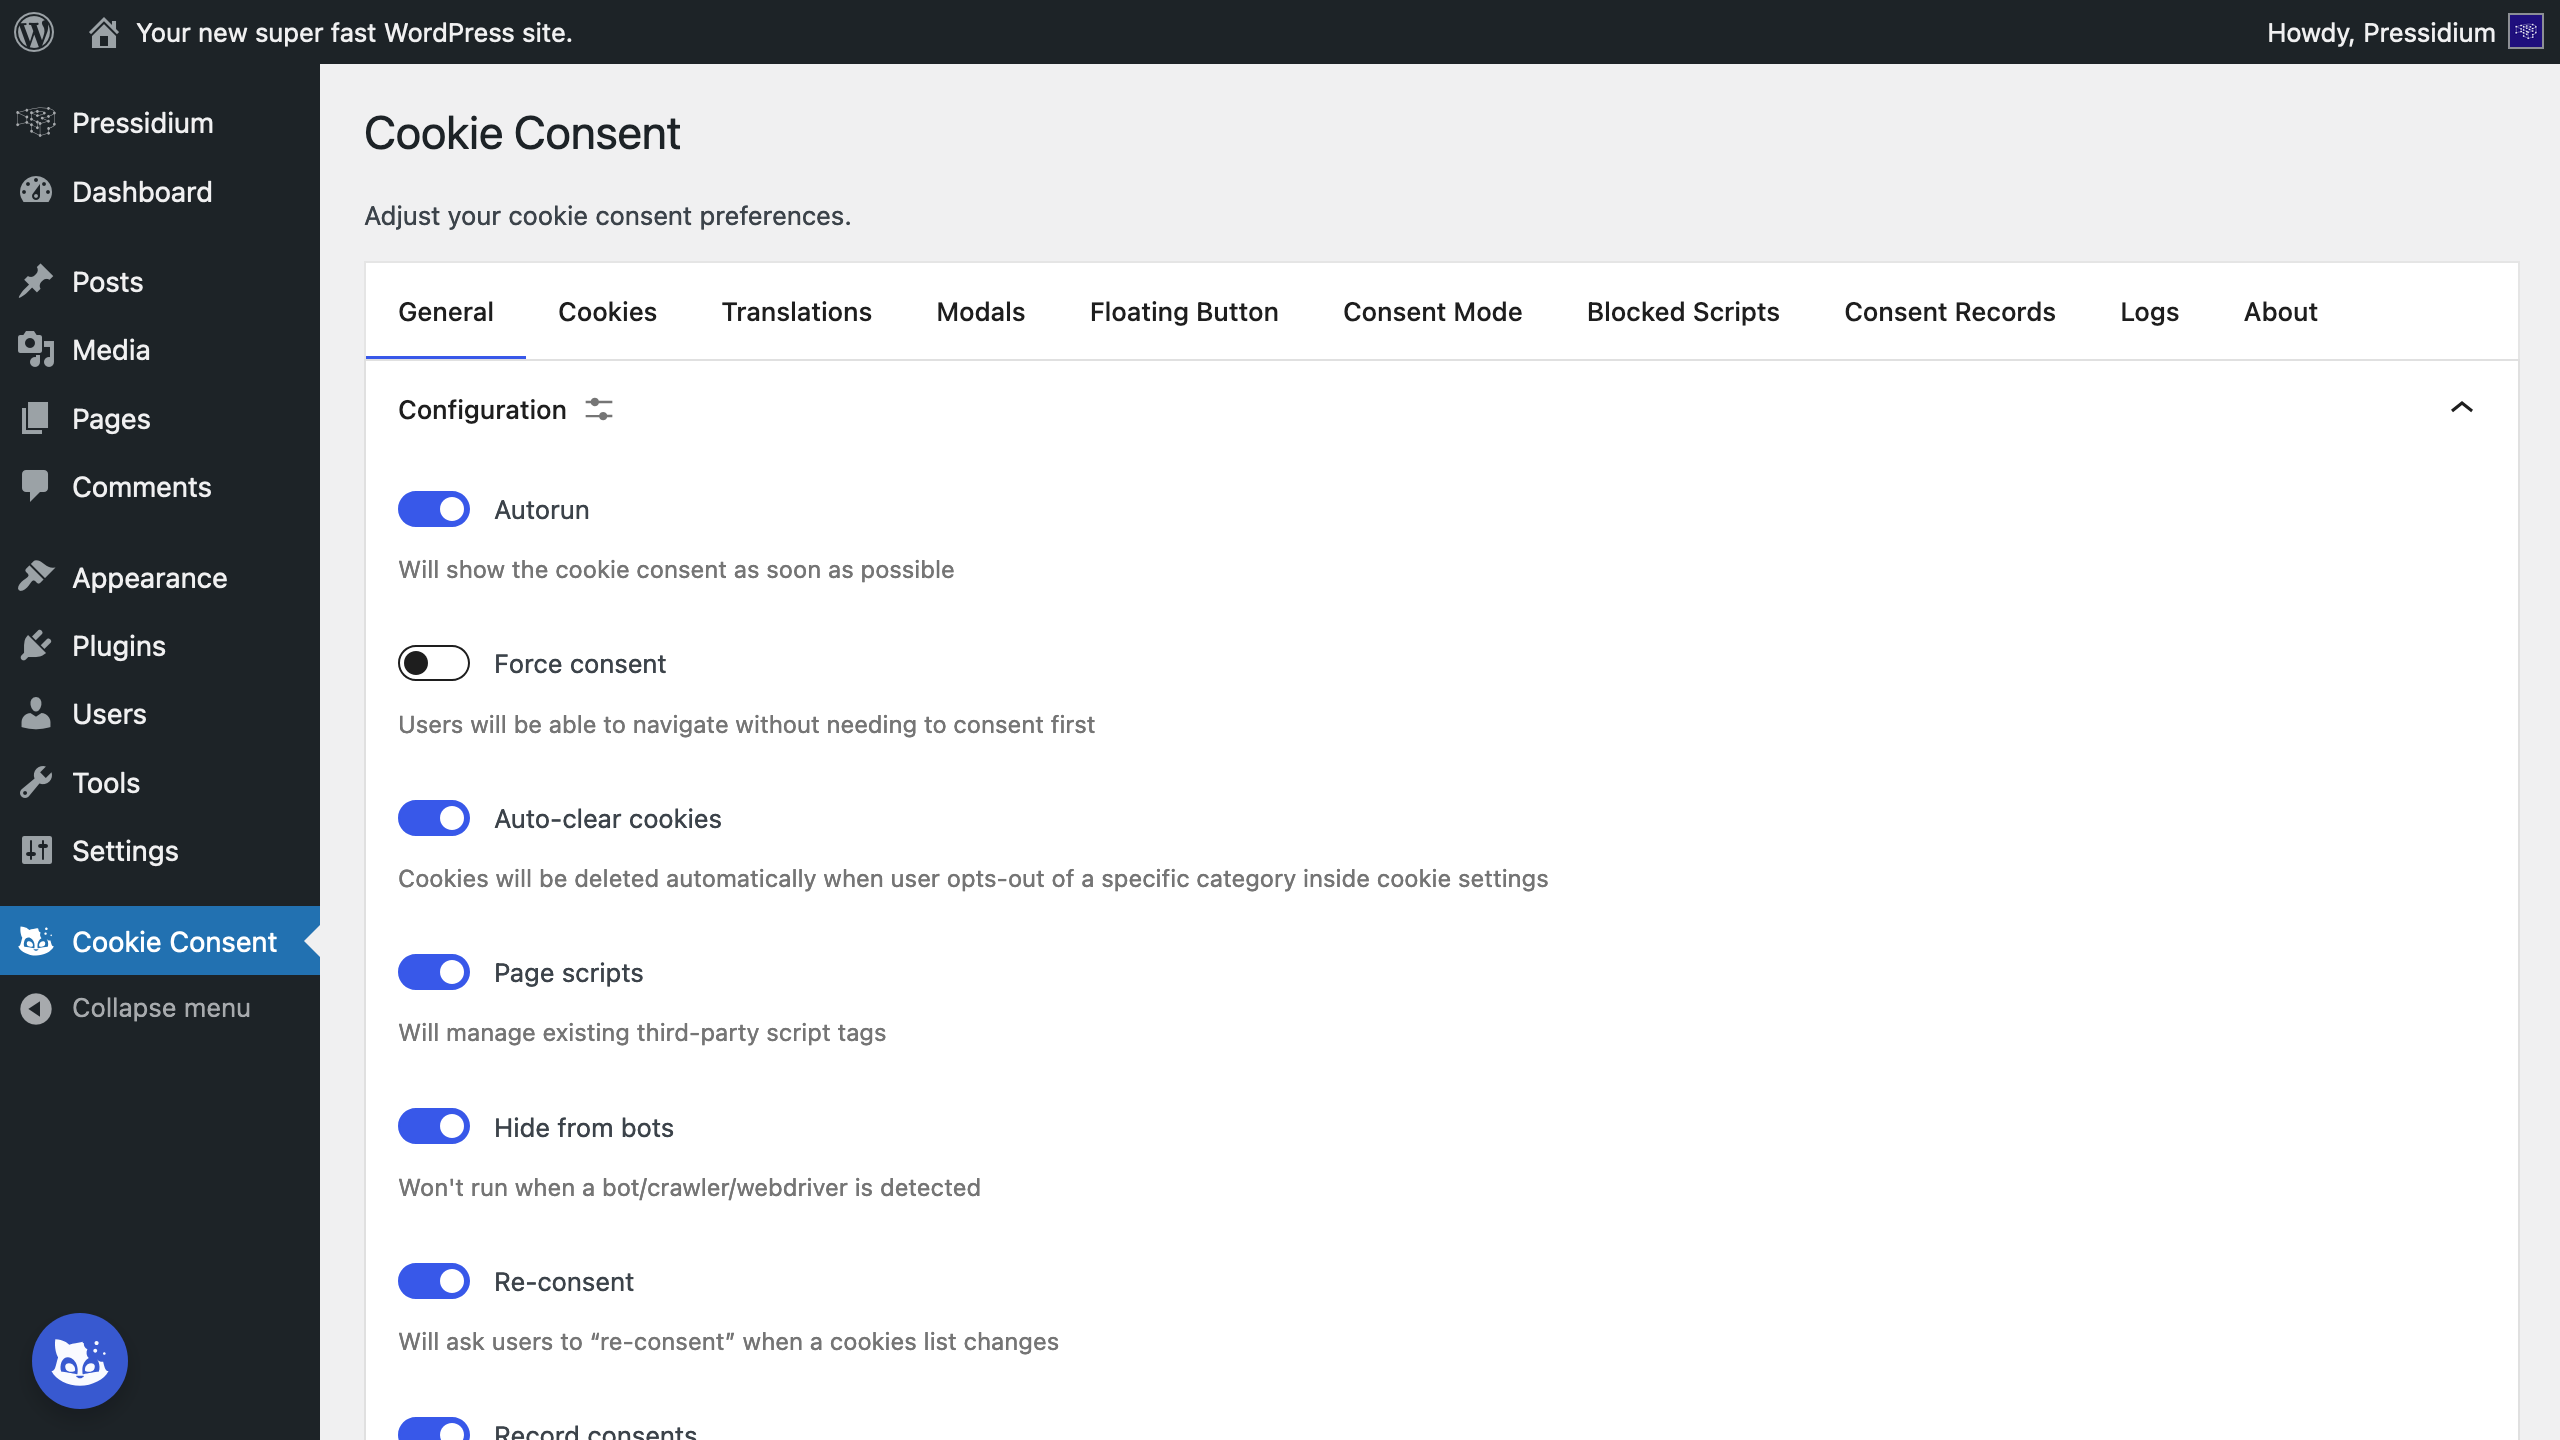 Your new super fast WordPress site.
Howdy, Pressidium
Pressidium
Dashboard
Posts
Media
Pages
Comments
Appearance
Plugins
Users
Tools
Settings
Cookie Consent
Collapse menu
Cookie Consent
Adjust your cookie consent preferences.
General Cookies Translations Modals Floating Button Consent Mode Blocked Scripts Consent Records Logs About
Configuration
Autorun
Will show the cookie consent as soon as possible
Force consent
Users will be able to navigate without needing to consent first
Auto-clear cookies
Cookies will be deleted automatically when user opts-out of a specific category inside cookie settings
Page scripts
Will manage existing third-party script tags
Hide from bots
Won't run when a bot/crawler/webdriver is detected
Re-consent
Will ask users to “re-consent” when a cookies list changes
Record consents